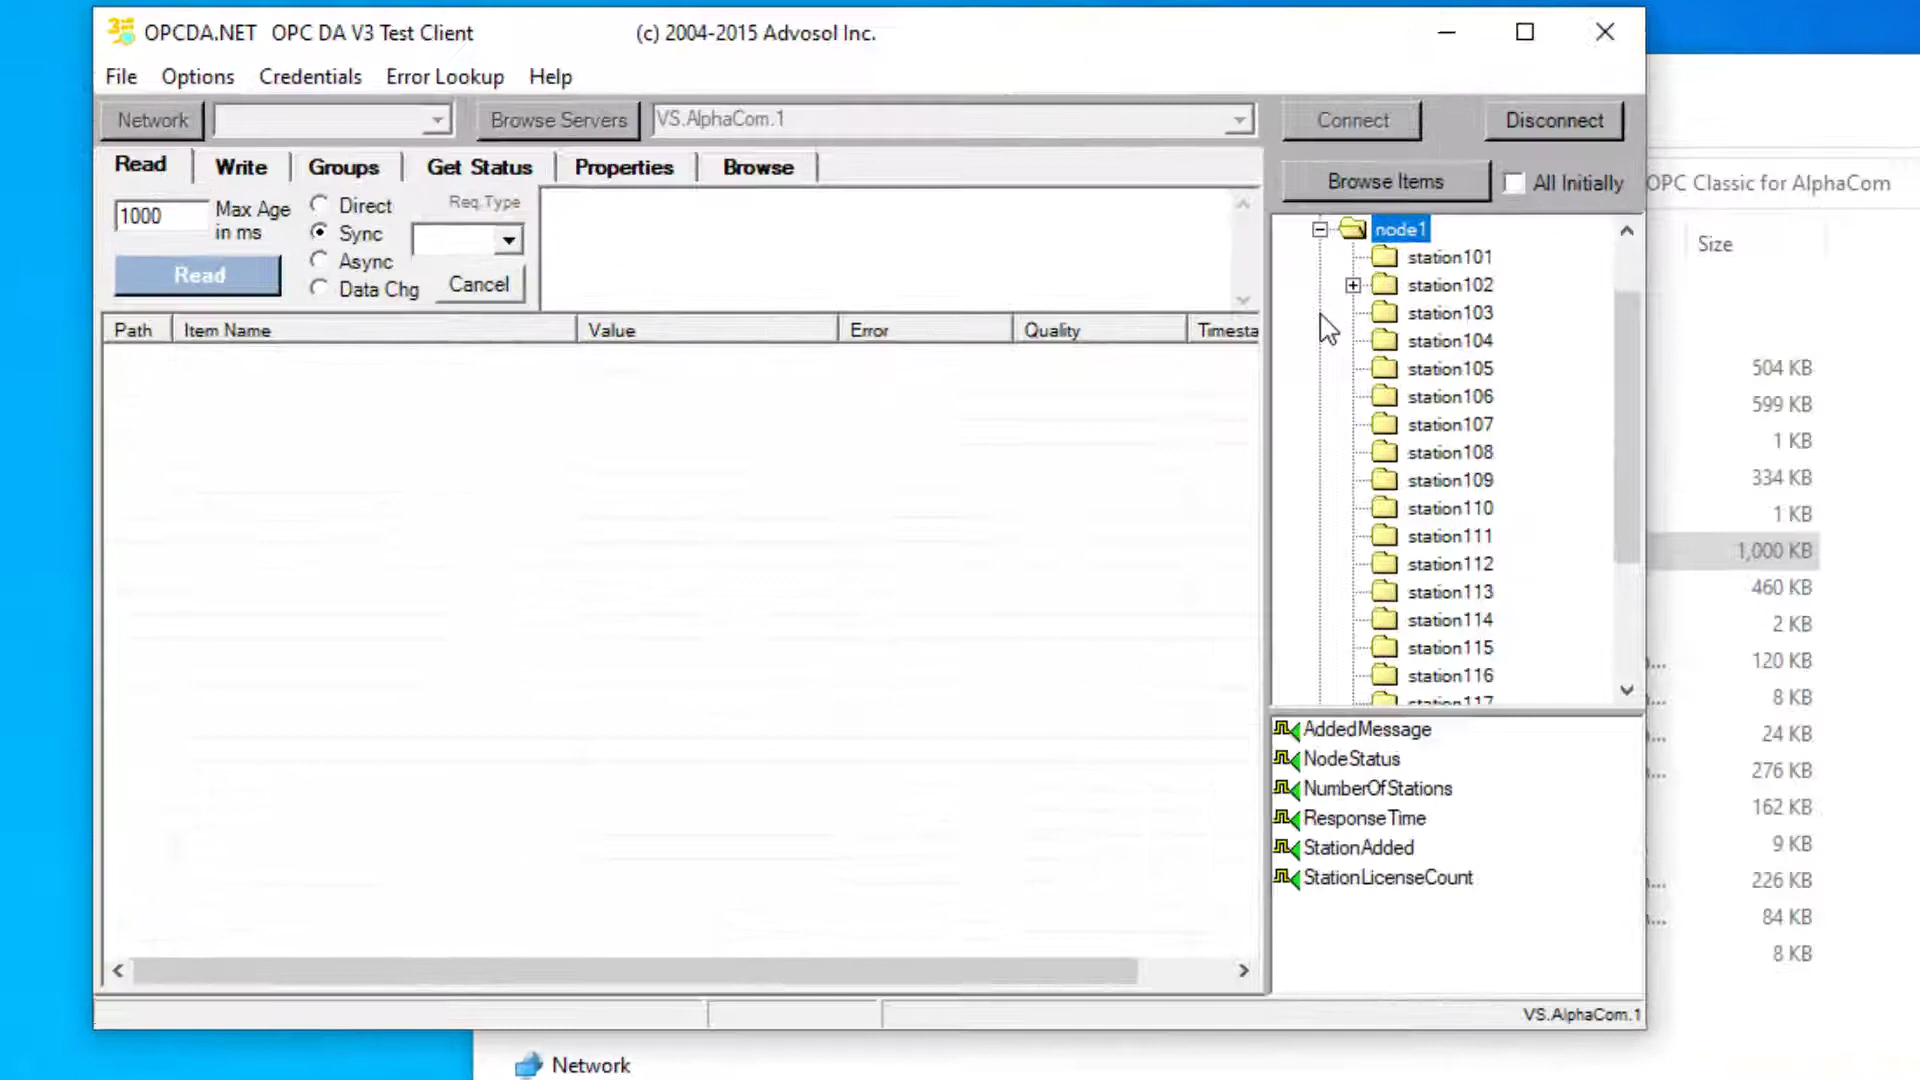 OPCDA.NET OPC DA V3 Test Client (c) 2004-2015 Advosol Inc.
File Options Credentials Error Lookup Help
Network Browse Servers VS.AlphaCom.1 Connect Disconnect
Read Write Groups Get Status Properties Browse
Browse Items All Initially
OPC Classic for AlphaCom
1000 Max Age in ms
Direct
Sync
Async
Data Chg
Req.Type
Read
Cancel
Path Item Name Value Error Quality Timesta
node1
station101
station102
station103
station104
station105
station106
station107
station108
station109
station110
station111
station112
station113
station114
station115
station116
station117
AddedMessage
NodeStatus
NumberOfStations
ResponseTime
StationAdded
StationLicenseCount
VS.AlphaCom.1
Size
504 KB
599 KB
1 KB
334 KB
1 KB
1,000 KB
460 KB
2 KB
120 KB
8 KB
24 KB
276 KB
162 KB
9 KB
226 KB
84 KB
8 KB
Network